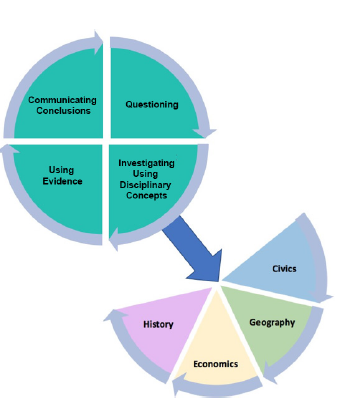 Communicating
Conclusions
Questioning
Using
Evidence
Investigating
Using
Disciplinary
Concepts
Civics
Geography
Economics
History